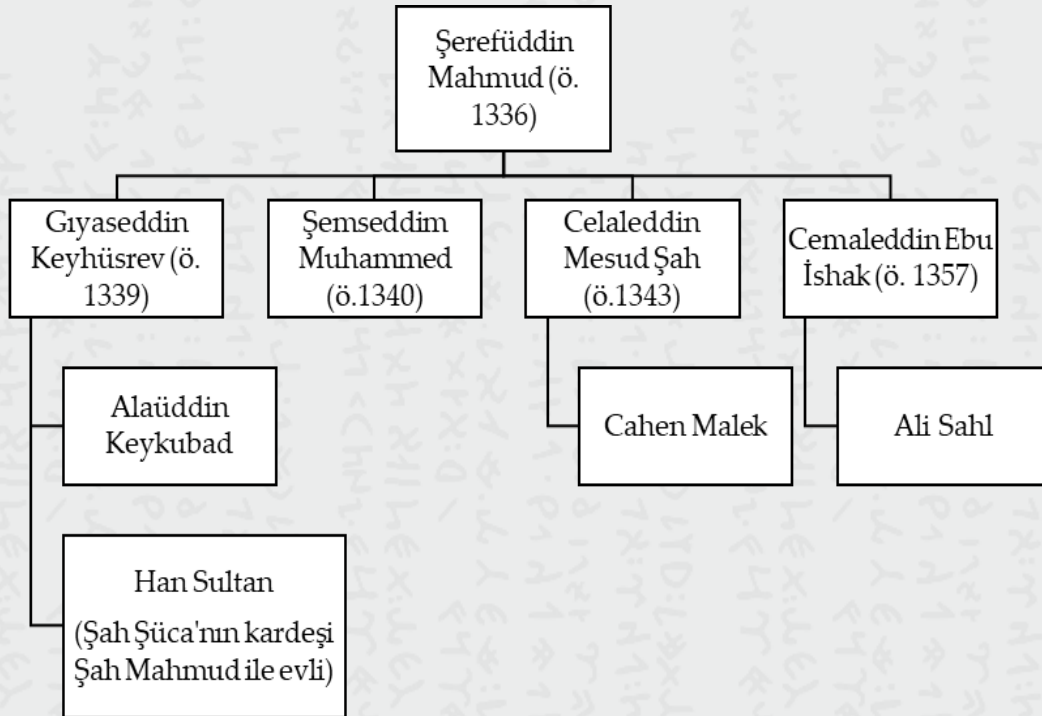 Şerefüddin
Mahmud (ö.
1336)
Gıyaseddin
Keyhüsrev (ö.
1339)
Şemseddim
Muhammed
(ö.1340)
Celaleddin
Mesud Şah
(ö.1343)
Cemaleddin Ebu
İshak (ö. 1357)
Alaüddin
Keykubad
Cahen Malek
Ali Sahl
Han Sultan
(Şah Şüca'nın kardeşi
Şah Mahmud ile evli)